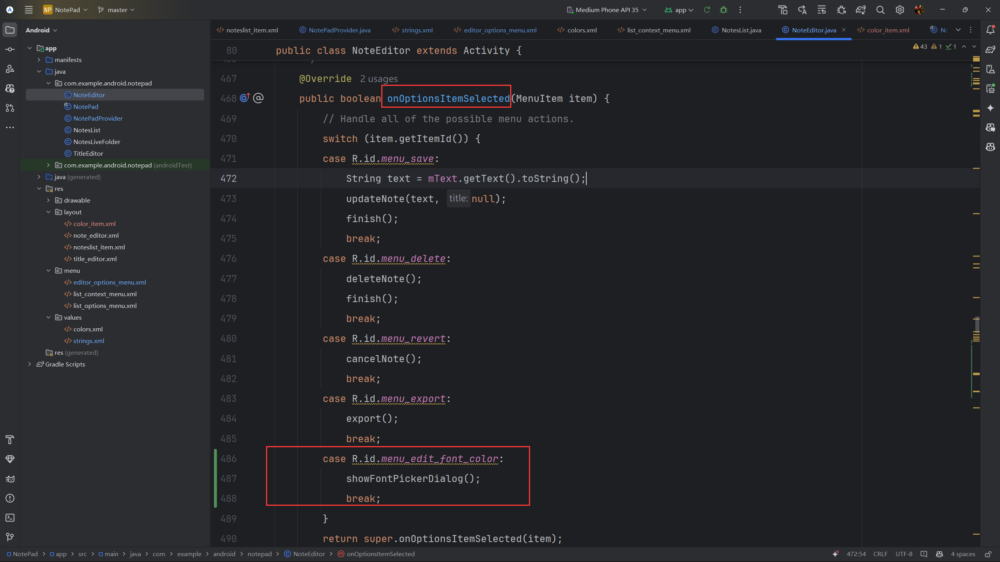 NP NotePad master Medium Phone API 35 app
Android
app
manifests
java
com.example.android.notepad
NoteEditor
NotePad
NotePadProvider
NotesList
NotesLiveFolder
TitleEditor
com.example.android.notepad (androidTest)
java (generated)
res
drawable
layout
color_item.xml
note_editor.xml
noteslist_item.xml
title_editor.xml
menu
editor_options_menu.xml
list_context_menu.xml
list_options_menu.xml
values
colors.xml
strings.xml
res (generated)
Gradle Scripts
noteslist_item.xml NotePadProvider.java strings.xml editor_options_menu.xml colors.xml list_context_menu.xml NotesList.java NoteEditor.java color_item.xml
43 1 1
80 public class NoteEditor extends Activity {
467 @Override 2 usages
468 public boolean onOptionsItemSelected(MenuItem item) {
469 // Handle all of the possible menu actions.
470 switch (item.getItemId()) {
471 case R.id.menu_save:
472 String text = mText.getText().toString();
473 updateNote(text, title: null);
474 finish();
475 break;
476 case R.id.menu_delete:
477 deleteNote();
478 finish();
479 break;
480 case R.id.menu_revert:
481 cancelNote();
482 break;
483 case R.id.menu_export:
484 export();
485 break;
486 case R.id.menu_edit_font_color:
487 showFontPickerDialog();
488 break;
489 }
490 return super.onOptionsItemSelected(item);
NotePad > app > src > main > java > com > example > android > notepad > NoteEditor > onOptionsItemSelected
472:54 CRLF UTF-8 4 spaces